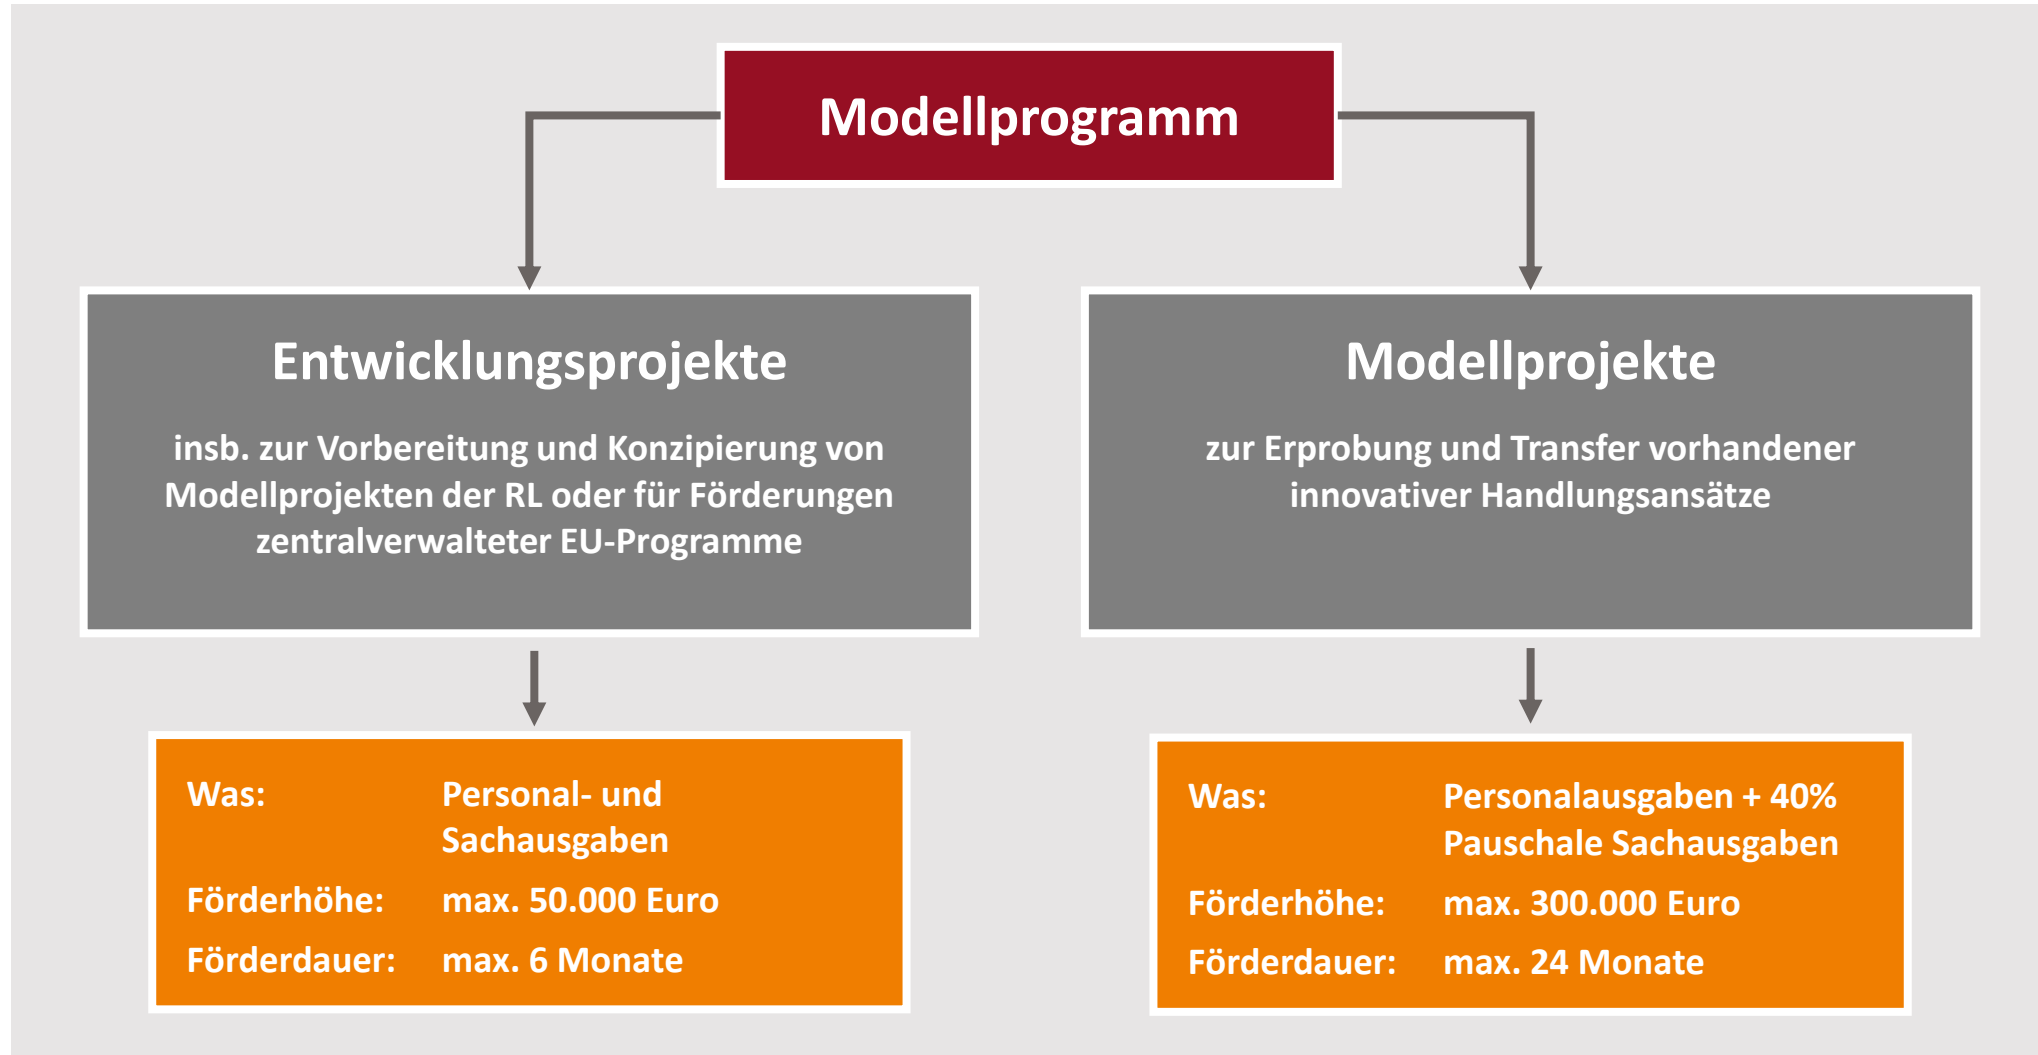 Modellprogramm
Entwicklungsprojekte
insb. zur Vorbereitung und Konzipierung von
Modellprojekten der RL oder für Förderungen
zentralverwalteter EU-Programme
Modellprojekte
zur Erprobung und Transfer vorhandener
innovativer Handlungsansätze
Was: Personal- und
Sachausgaben
Förderhöhe: max. 50.000 Euro
Förderdauer: max. 6 Monate
Was: Personalausgaben + 40%
Pauschale Sachausgaben
Förderhöhe: max. 300.000 Euro
Förderdauer: max. 24 Monate